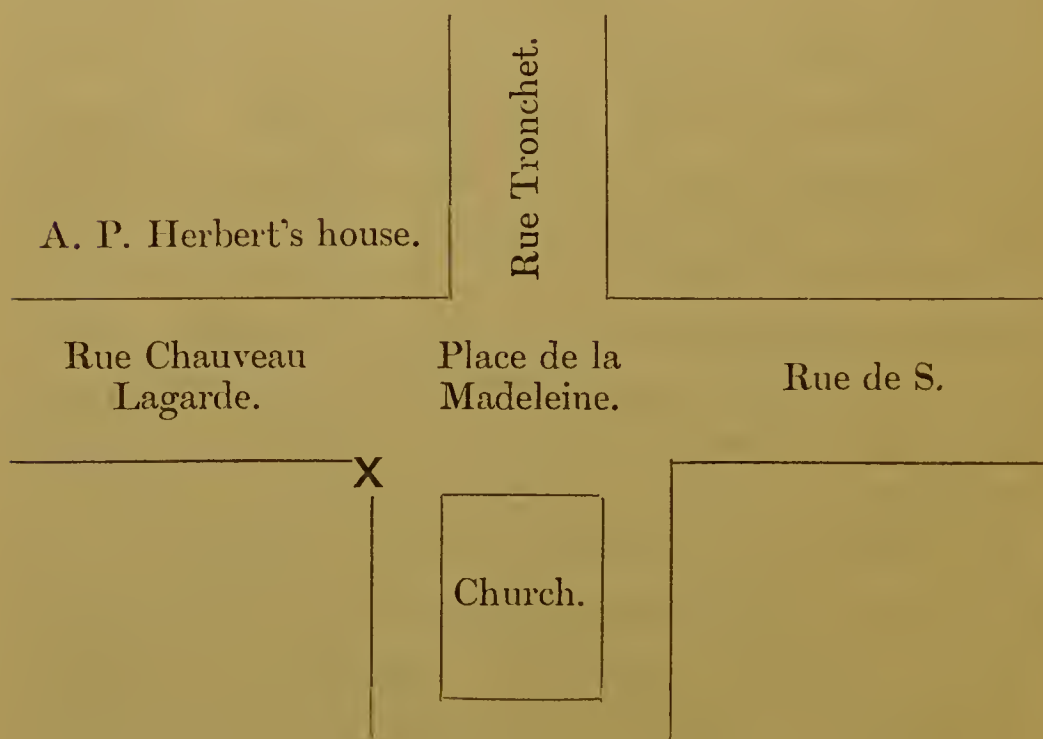 Rue Tronchet.
A. P. Herbert's house.
Rue Chauveau
Lagarde.
Place de la
Madeleine.
Rue de S.
X
Church.